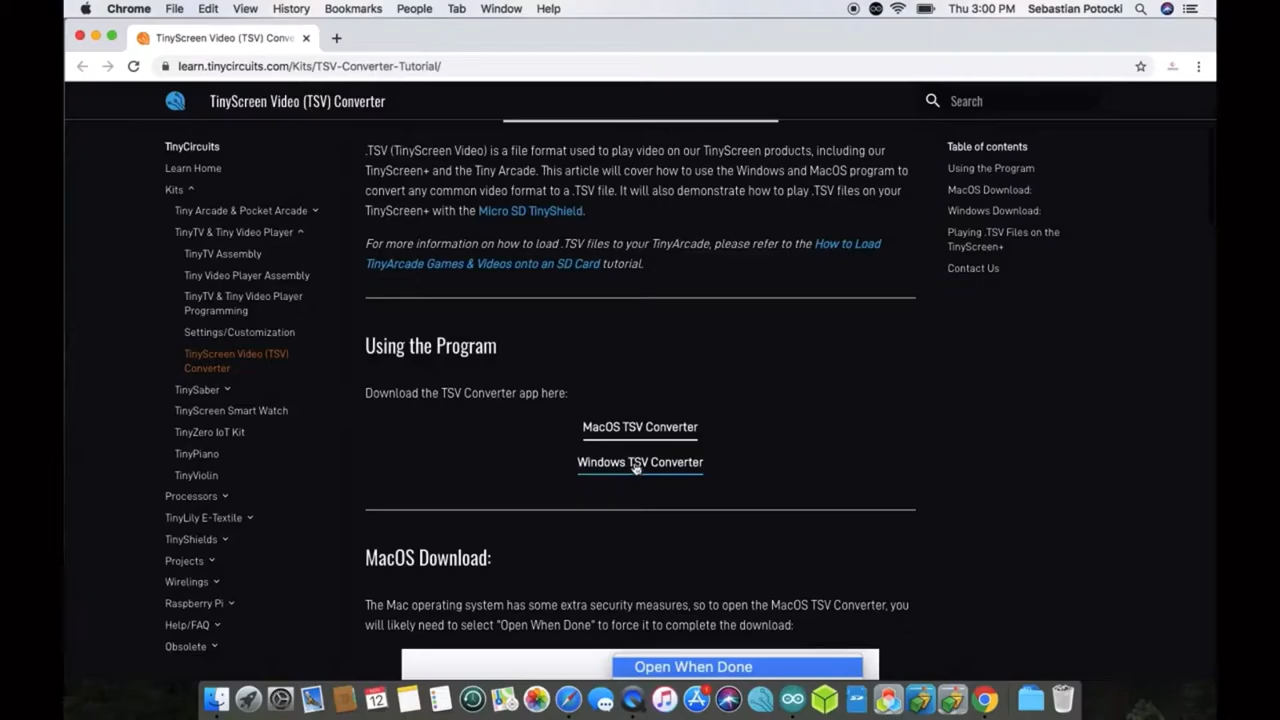 Chrome File Edit View History Bookmarks People Tab Window Help Thu 3:00 PM Sebastian Potocki
TinyScreen Video (TSV) Conve
learn.tinycircuits.com/Kits/TSV-Converter-Tutorial/
TinyScreen Video (TSV) Converter
Search
TinyCircuits
Learn Home
Kits
Tiny Arcade & Pocket Arcade
TinyTV & Tiny Video Player
TinyTV Assembly
Tiny Video Player Assembly
TinyTV & Tiny Video Player
Programming
Settings/Customization
TinyScreen Video (TSV)
Converter
TinySaber
TinyScreen Smart Watch
TinyZero IoT Kit
TinyPiano
TinyViolin
Processors
TinyLily E-Textile
TinyShields
Projects
Wirelings
Raspberry Pi
Help/FAQ
Obsolete
.TSV (TinyScreen Video) is a file format used to play video on our TinyScreen products, including our
TinyScreen+ and the Tiny Arcade. This article will cover how to use the Windows and MacOS program to
convert any common video format to a .TSV file. It will also demonstrate how to play .TSV files on your
TinyScreen+ with the Micro SD TinyShield.
For more information on how to load .TSV files to your TinyArcade, please refer to the How to Load
TinyArcade Games & Videos onto an SD Card tutorial.
Using the Program
Download the TSV Converter app here:
MacOS TSV Converter
Windows TSV Converter
MacOS Download:
The Mac operating system has some extra security measures, so to open the MacOS TSV Converter, you
will likely need to select "Open When Done" to force it to complete the download:
Open When Done
Table of contents
Using the Program
MacOS Download:
Windows Download:
Playing .TSV Files on the
TinyScreen+
Contact Us
12